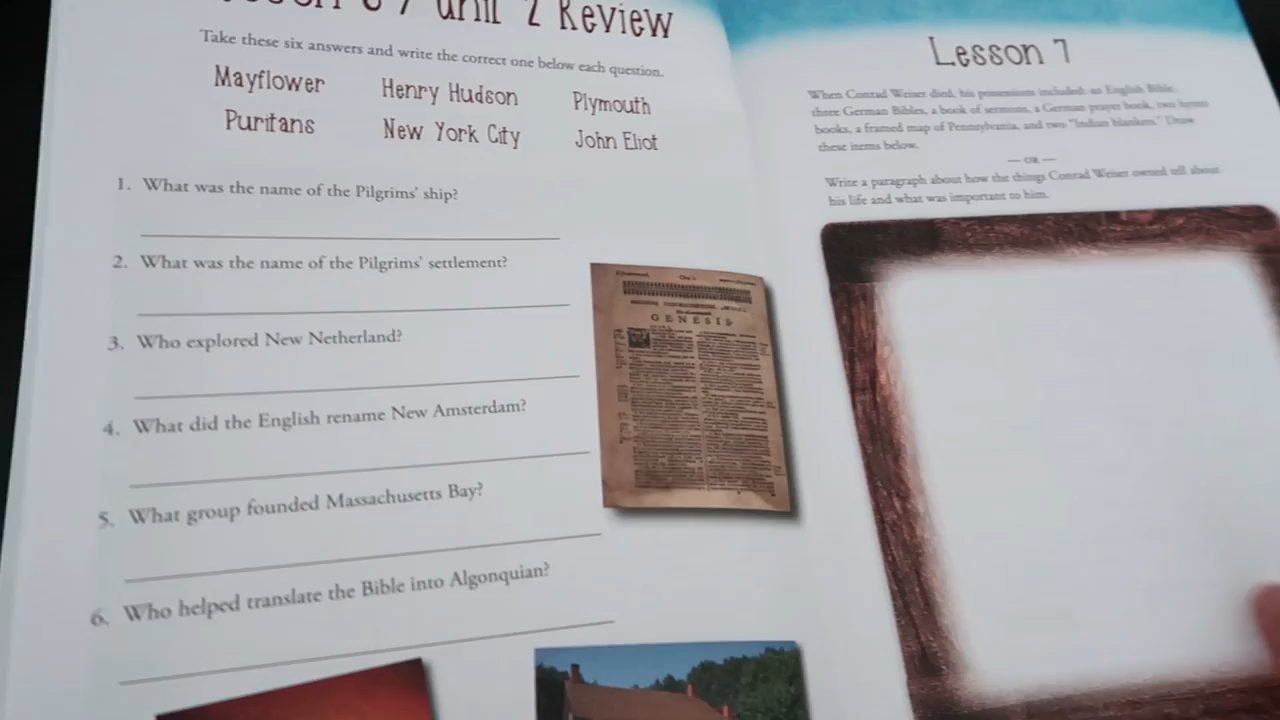 Unit 2 Review
Take these six answers and write the correct one below each question.
Mayflower Henry Hudson Plymouth
Puritans New York City John Eliot
1. What was the name of the Pilgrims' ship?
2. What was the name of the Pilgrims' settlement?
3. Who explored New Netherland?
4. What did the English rename New Amsterdam?
5. What group founded Massachusetts Bay?
6. Who helped translate the Bible into Algonquian?
GENESIS
Lesson 7
When Conrad Weiser died, his possessions included: an English Bible,
three German Bibles, a book of sermons, a German prayer book, two hymn
books, a framed map of Pennsylvania, and two "Indian blankets." Draw
these items below.
— OR —
Write a paragraph about how the things Conrad Weiser owned tell about
his life and what was important to him.